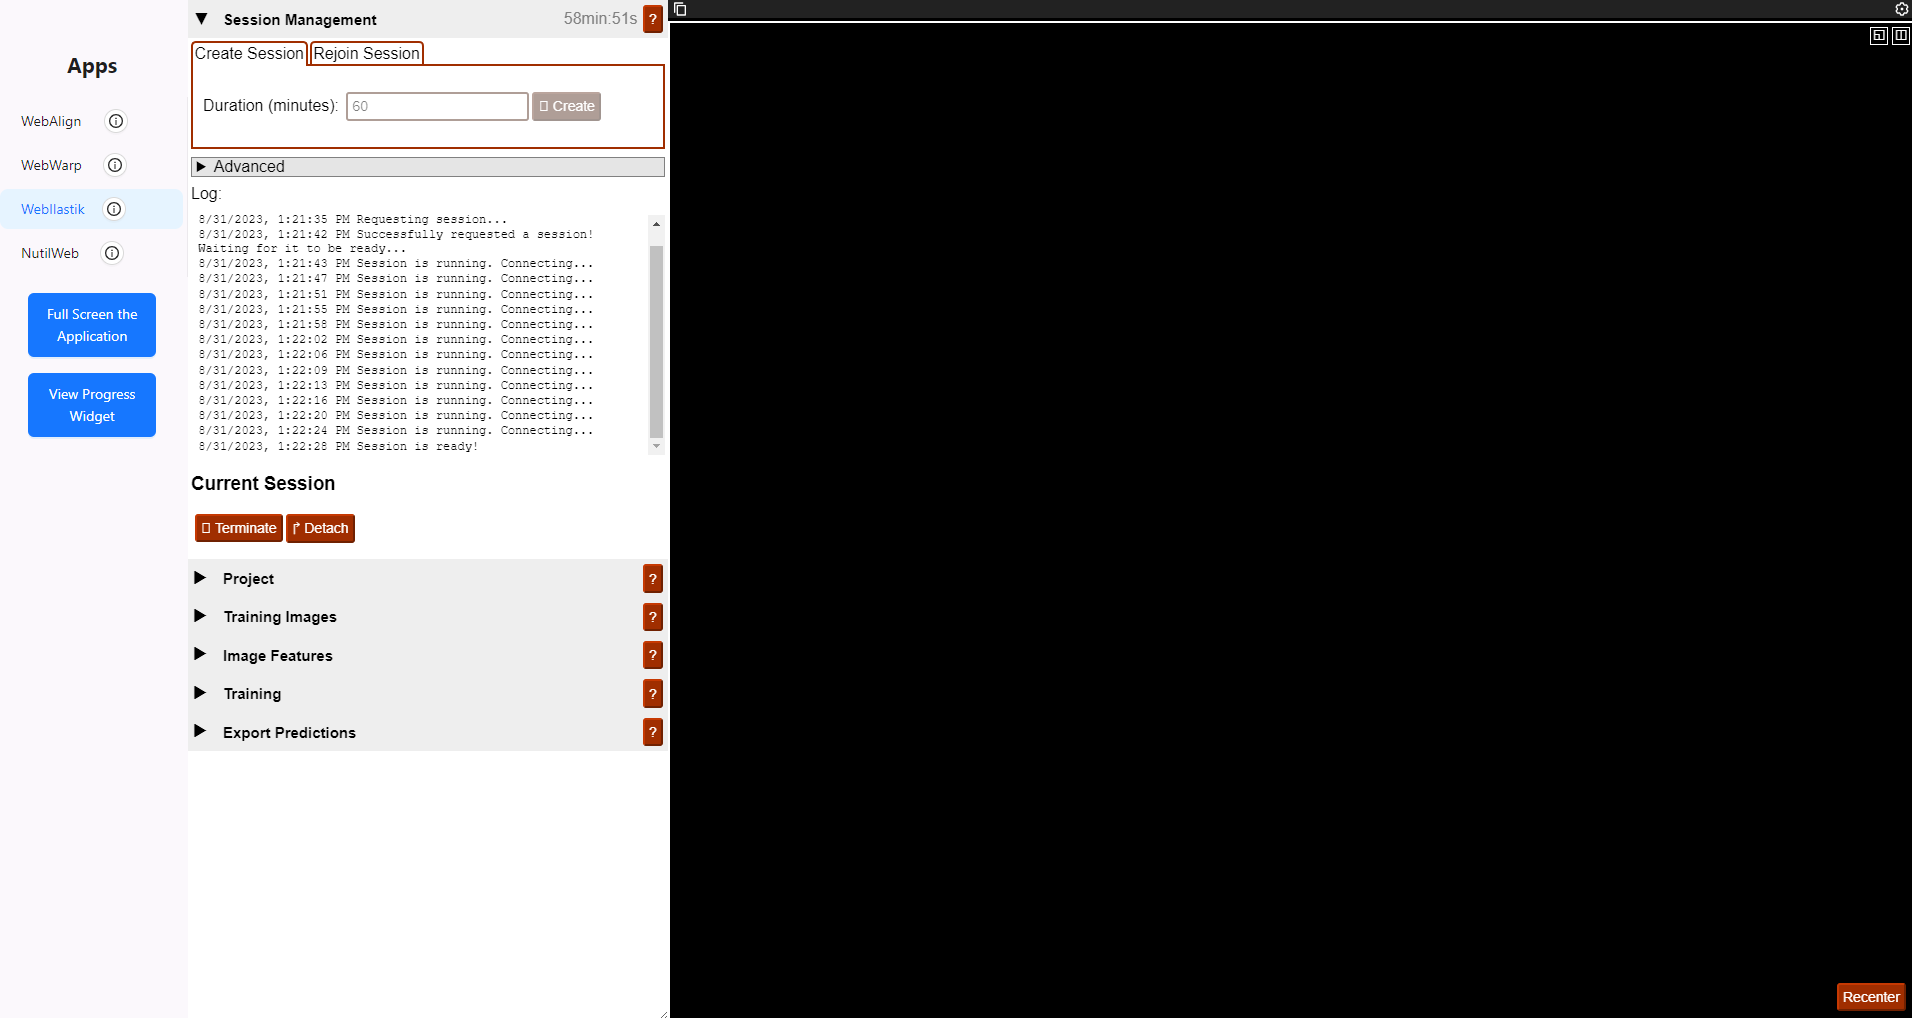 Apps
WebAlign
WebWarp
WebIlastik
NutilWeb
Full Screen the
Application
View Progress
Widget
▼ Session Management 58min:51s ?
Create Session Rejoin Session
Duration (minutes): 60 Create
▶ Advanced
Log:
8/31/2023, 1:21:35 PM Requesting session...
8/31/2023, 1:21:42 PM Successfully requested a session!
Waiting for it to be ready...
8/31/2023, 1:21:43 PM Session is running. Connecting...
8/31/2023, 1:21:47 PM Session is running. Connecting...
8/31/2023, 1:21:51 PM Session is running. Connecting...
8/31/2023, 1:21:55 PM Session is running. Connecting...
8/31/2023, 1:21:58 PM Session is running. Connecting...
8/31/2023, 1:22:02 PM Session is running. Connecting...
8/31/2023, 1:22:06 PM Session is running. Connecting...
8/31/2023, 1:22:09 PM Session is running. Connecting...
8/31/2023, 1:22:13 PM Session is running. Connecting...
8/31/2023, 1:22:16 PM Session is running. Connecting...
8/31/2023, 1:22:20 PM Session is running. Connecting...
8/31/2023, 1:22:24 PM Session is running. Connecting...
8/31/2023, 1:22:28 PM Session is ready!
Current Session
Terminate ↱ Detach
▶ Project ?
▶ Training Images ?
▶ Image Features ?
▶ Training ?
▶ Export Predictions ?
Recenter